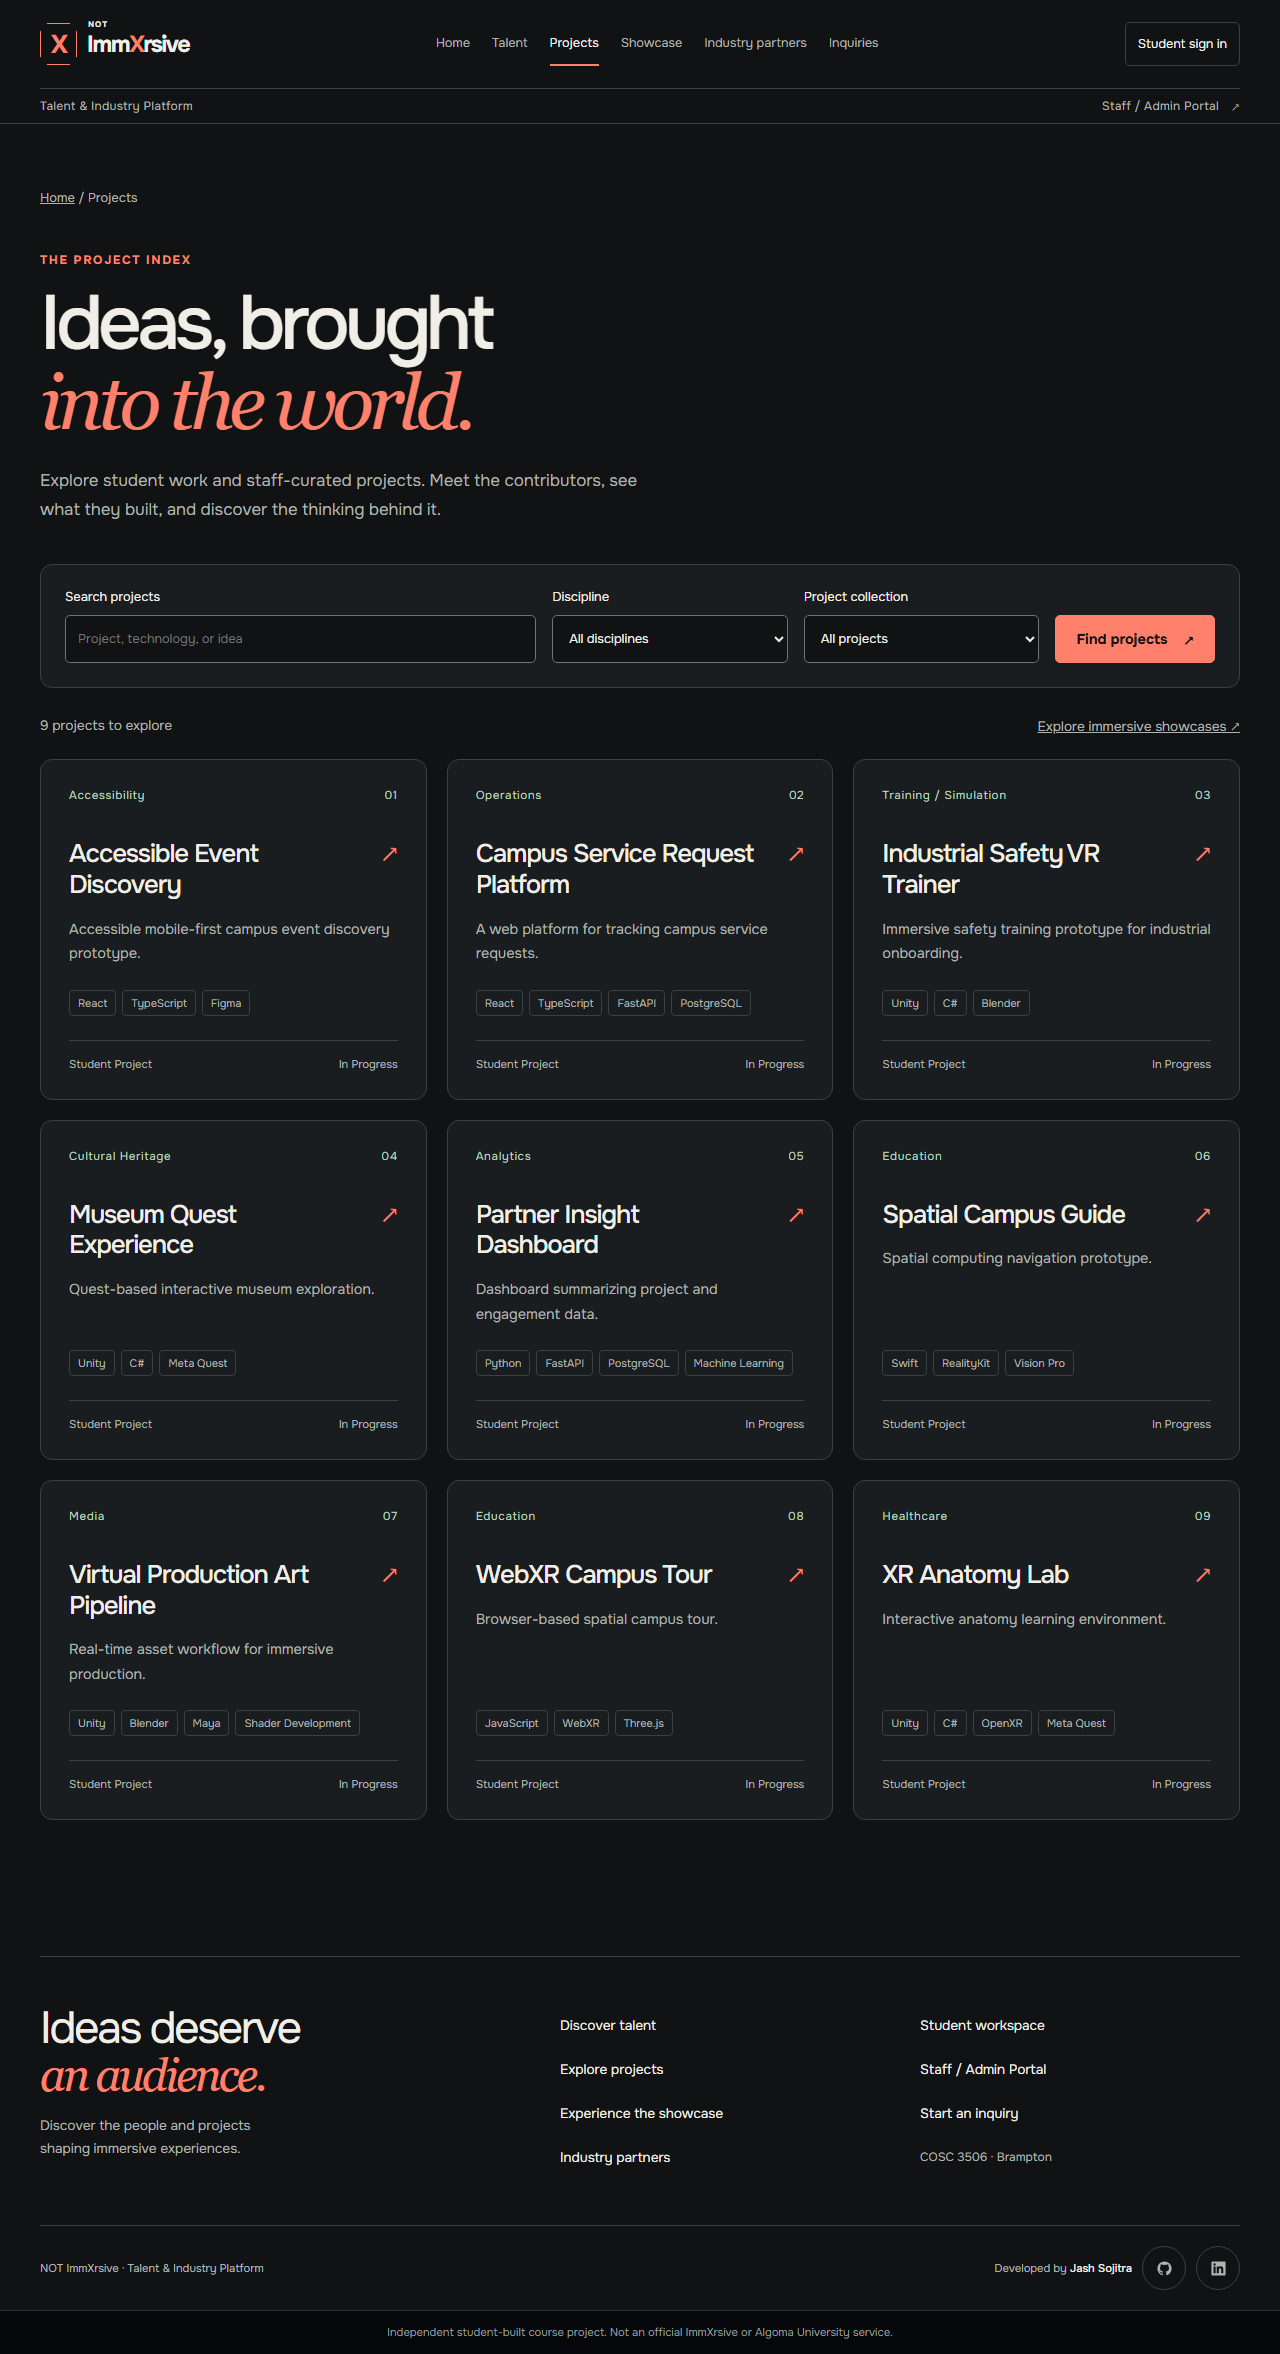 X
NOT
ImmXrsive
Home Talent Projects Showcase Industry partners Inquiries
Student sign in
Talent & Industry Platform
Staff / Admin Portal ↗
Home / Projects
THE PROJECT INDEX
Ideas, brought
into the world.
Explore student work and staff-curated projects. Meet the contributors, see
what they built, and discover the thinking behind it.
Search projects
Project, technology, or idea
Discipline
All disciplines
Project collection
All projects
Find projects ↗
9 projects to explore
Explore immersive showcases ↗
Accessibility 01
Accessible Event ↗
Discovery
Accessible mobile-first campus event discovery
prototype.
React TypeScript Figma
Student Project In Progress
Operations 02
Campus Service Request ↗
Platform
A web platform for tracking campus service
requests.
React TypeScript FastAPI PostgreSQL
Student Project In Progress
Training / Simulation 03
Industrial Safety VR ↗
Trainer
Immersive safety training prototype for industrial
onboarding.
Unity C# Blender
Student Project In Progress
Cultural Heritage 04
Museum Quest ↗
Experience
Quest-based interactive museum exploration.
Unity C# Meta Quest
Student Project In Progress
Analytics 05
Partner Insight ↗
Dashboard
Dashboard summarizing project and
engagement data.
Python FastAPI PostgreSQL Machine Learning
Student Project In Progress
Education 06
Spatial Campus Guide ↗
Spatial computing navigation prototype.
Swift RealityKit Vision Pro
Student Project In Progress
Media 07
Virtual Production Art ↗
Pipeline
Real-time asset workflow for immersive
production.
Unity Blender Maya Shader Development
Student Project In Progress
Education 08
WebXR Campus Tour ↗
Browser-based spatial campus tour.
JavaScript WebXR Three.js
Student Project In Progress
Healthcare 09
XR Anatomy Lab ↗
Interactive anatomy learning environment.
Unity C# OpenXR Meta Quest
Student Project In Progress
Ideas deserve
an audience.
Discover the people and projects
shaping immersive experiences.
Discover talent
Explore projects
Experience the showcase
Industry partners
Student workspace
Staff / Admin Portal
Start an inquiry
COSC 3506 · Brampton
NOT ImmXrsive · Talent & Industry Platform
Developed by Jash Sojitra
in
Independent student-built course project. Not an official ImmXrsive or Algoma University service.